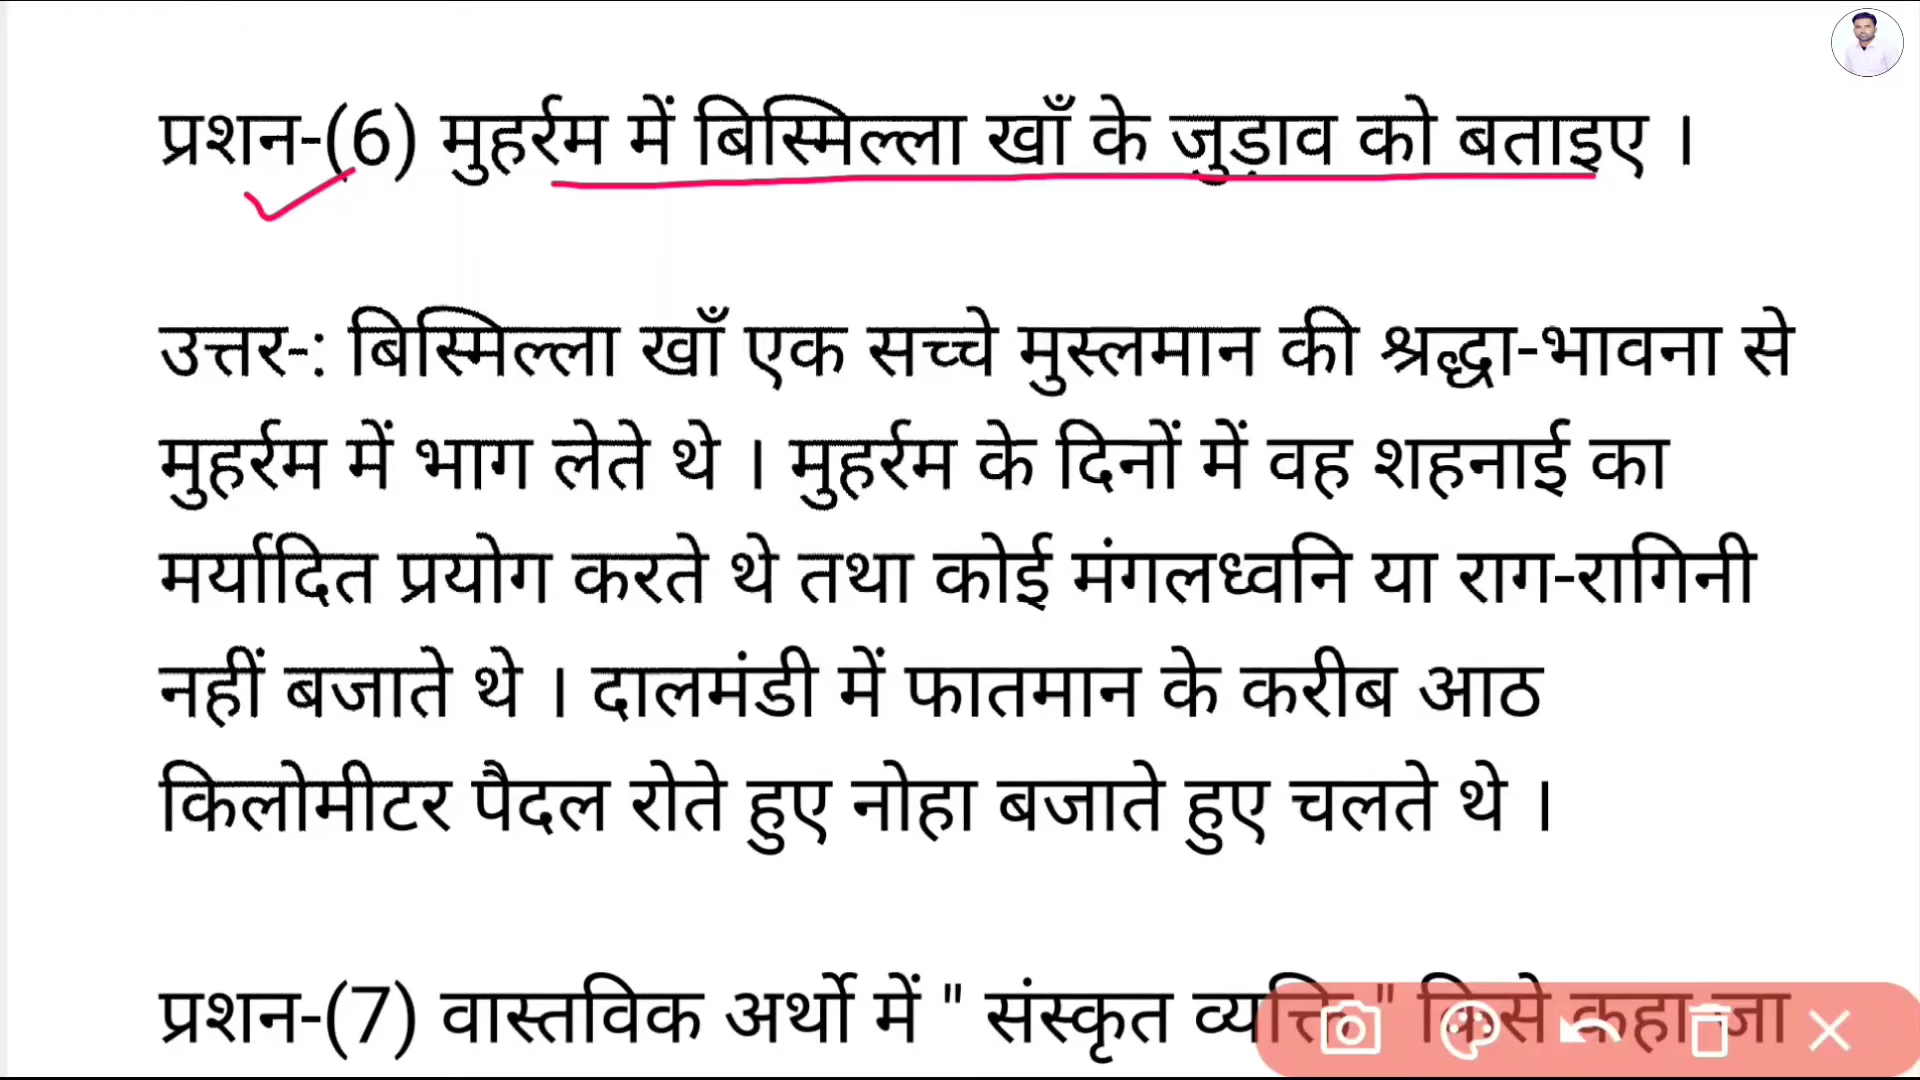 प्रशन-(6) मुहर्रम में बिस्मिल्ला खाँ के जुड़ाव को बताइए ।
उत्तर-: बिस्मिल्ला खाँ एक सच्चे मुस्लमान की श्रद्धा-भावना से
मुहर्रम में भाग लेते थे । मुहर्रम के दिनों में वह शहनाई का
मर्यादित प्रयोग करते थे तथा कोई मंगलध्वनि या राग-रागिनी
नहीं बजाते थे । दालमंडी में फातमान के करीब आठ
किलोमीटर पैदल रोते हुए नोहा बजाते हुए चलते थे ।
प्रशन-(7) वास्तविक अर्थो में " संस्कृत व्यक्ति " किसे कहा जा